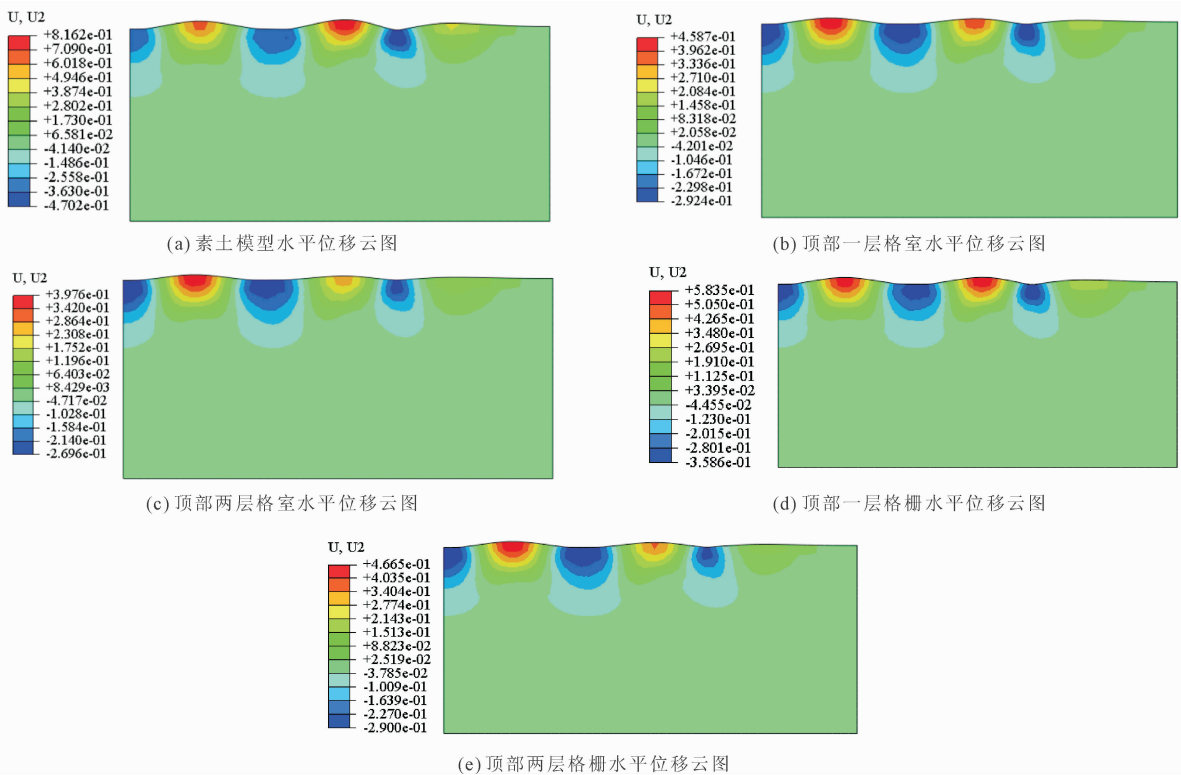 U, U2
+8.162e-01
+7.090e-01
+6.018e-01
+4.946e-01
+3.874e-01
+2.802e-01
+1.730e-01
+6.581e-02
-4.140e-02
-1.486e-01
-2.558e-01
-3.630e-01
-4.702e-01
(a)素土模型水平位移云图
U, U2
+4.587e-01
+3.962e-01
+3.336e-01
+2.710e-01
+2.084e-01
+1.458e-01
+8.318e-02
+2.058e-02
-4.201e-02
-1.046e-01
-1.672e-01
-2.298e-01
-2.924e-01
(b)顶部一层格室水平位移云图
U, U2
+3.976e-01
+3.420e-01
+2.864e-01
+2.308e-01
+1.752e-01
+1.196e-01
+6.403e-02
+8.429e-03
-4.717e-02
-1.028e-01
-1.584e-01
-2.140e-01
-2.696e-01
(c)顶部两层格室水平位移云图
U, U2
+5.835e-01
+5.050e-01
+4.265e-01
+3.480e-01
+2.695e-01
+1.910e-01
+1.125e-01
+3.395e-02
-4.455e-02
-1.230e-01
-2.015e-01
-2.801e-01
-3.586e-01
(d)顶部一层格栅水平位移云图
U, U2
+4.665e-01
+4.035e-01
+3.404e-01
+2.774e-01
+2.143e-01
+1.513e-01
+8.823e-02
+2.519e-02
-3.785e-02
-1.009e-01
-1.639e-01
-2.270e-01
-2.900e-01
(e)顶部两层格栅水平位移云图